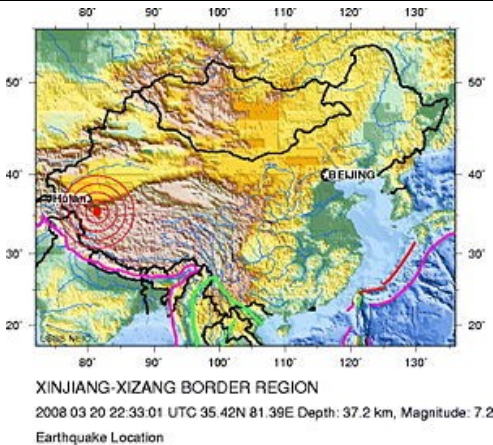 80° 90° 100° 110° 120° 130°
50° 50°
40° BEIJING 40°
Hotan
30° 30°
20° 20°
USGS NEIC
80° 90° 100° 110° 120° 130°
XINJIANG-XIZANG BORDER REGION
2008 03 20 22:33:01 UTC 35.42N 81.39E Depth: 37.2 km, Magnitude: 7.2
Earthquake Location